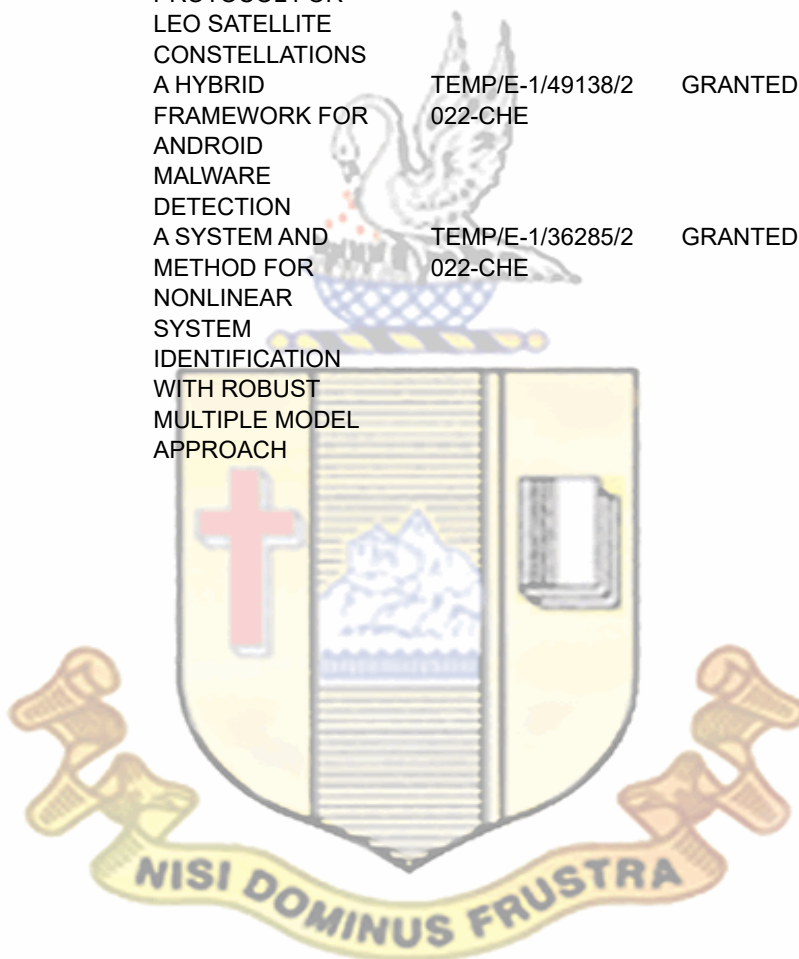 PROTOCOL FOR
LEO SATELLITE
CONSTELLATIONS
A HYBRID TEMP/E-1/49138/2 GRANTED
FRAMEWORK FOR 022-CHE
ANDROID
MALWARE
DETECTION
A SYSTEM AND TEMP/E-1/36285/2 GRANTED
METHOD FOR 022-CHE
NONLINEAR
SYSTEM
IDENTIFICATION
WITH ROBUST
MULTIPLE MODEL
APPROACH
NISI DOMINUS FRUSTRA